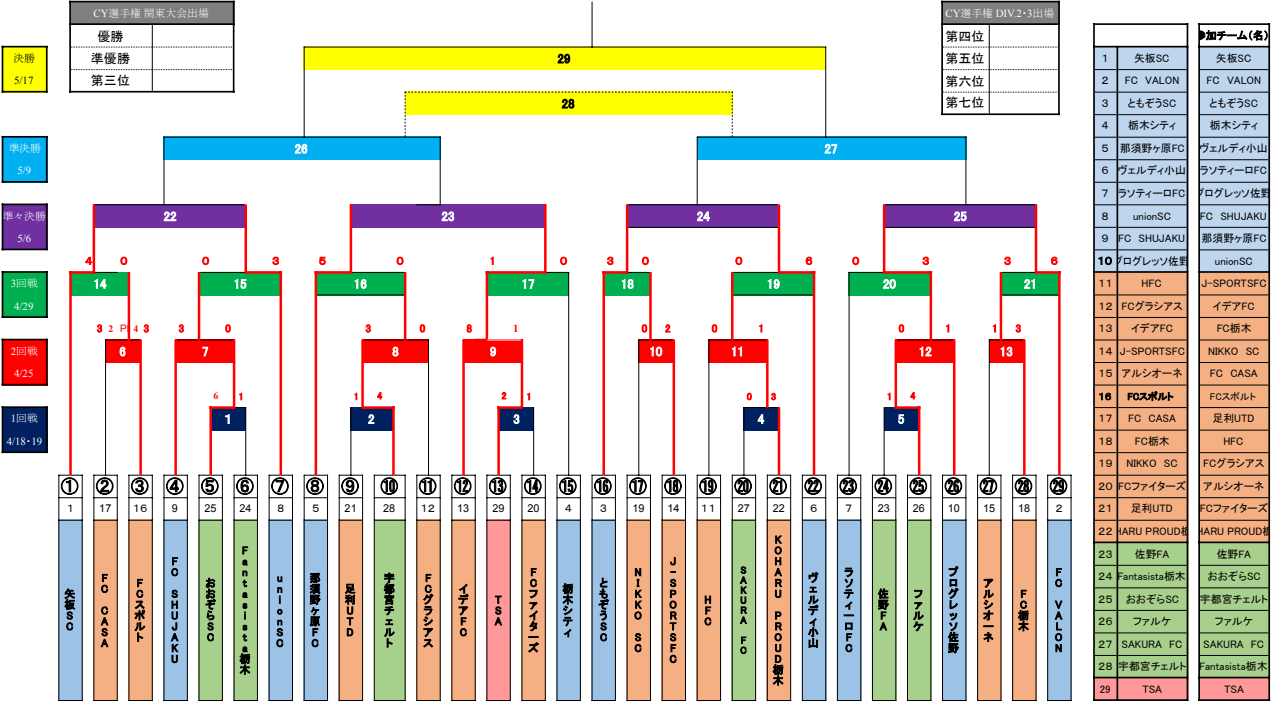 CY選手権 関東大会出場
優勝
準優勝
第三位
CY選手権 DIV.2・3出場
第四位
第五位
第六位
第七位
決勝
5/17
29
28
準決勝
5/9
26
27
準々決勝
5/6
22
23
24
25
4 0 0 3 5 1 0 3 0 0 6 0 3 3 6
3回戦
4/29
14
15
16
17
18
19
20
21
3 2 PK 4 3 3 0 3 0 8 1 0 2 0 1 0 1 1 3
2回戦
4/25
6
7
8
9
10
11
12
13
6 1 1 4 2 1 0 3 1 4
1回戦
4/18・19
1
2
3
4
5
① ② ③ ④ ⑤ ⑥ ⑦ ⑧ ⑨ ⑩ ⑪ ⑫ ⑬ ⑭ ⑮ ⑯ ⑰ ⑱ ⑲ ⑳ ㉑ ㉒ ㉓ ㉔ ㉕ ㉖ ㉗ ㉘ ㉙
1 17 16 9 25 24 8 5 21 28 12 13 29 20 4 3 19 14 11 27 22 6 7 23 26 10 15 18 2
矢板SC
FC CASA
FCスポルト
FC SHUJAKU
おおぞらSC
Fantasista栃木
unionSC
那須野ヶ原FC
足利UTD
宇都宮チェルト
FCグラシアス
イデアFC
TSA
FCファイターズ
栃木シティ
ともぞうSC
NIKKO SC
J-SPORTSFC
HFC
SAKURA FC
KOHARU PROUD栃木
ヴェルディ小山
ラソティーロFC
佐野FA
ファルケ
プログレッソ佐野
アルシオーネ
FC栃木
FC VALON
加チーム(名)
1 矢板SC 矢板SC
2 FC VALON FC VALON
3 ともぞうSC ともぞうSC
4 栃木シティ 栃木シティ
5 那須野ヶ原FC ヴェルディ小山
6 ヴェルディ小山 ラソティーロFC
7 ラソティーロFC プログレッソ佐野
8 unionSC FC SHUJAKU
9 FC SHUJAKU 那須野ヶ原FC
10 プログレッソ佐野 unionSC
11 HFC J-SPORTSFC
12 FCグラシアス イデアFC
13 イデアFC FC栃木
14 J-SPORTSFC NIKKO SC
15 アルシオーネ FC CASA
16 FCスポルト FCスポルト
17 FC CASA 足利UTD
18 FC栃木 HFC
19 NIKKO SC FCグラシアス
20 FCファイターズ アルシオーネ
21 足利UTD FCファイターズ
22 HARU PROUD栃 HARU PROUD栃
23 佐野FA 佐野FA
24 Fantasista栃木 おおぞらSC
25 おおぞらSC 宇都宮チェルト
26 ファルケ ファルケ
27 SAKURA FC SAKURA FC
28 宇都宮チェルト Fantasista栃木
29 TSA TSA